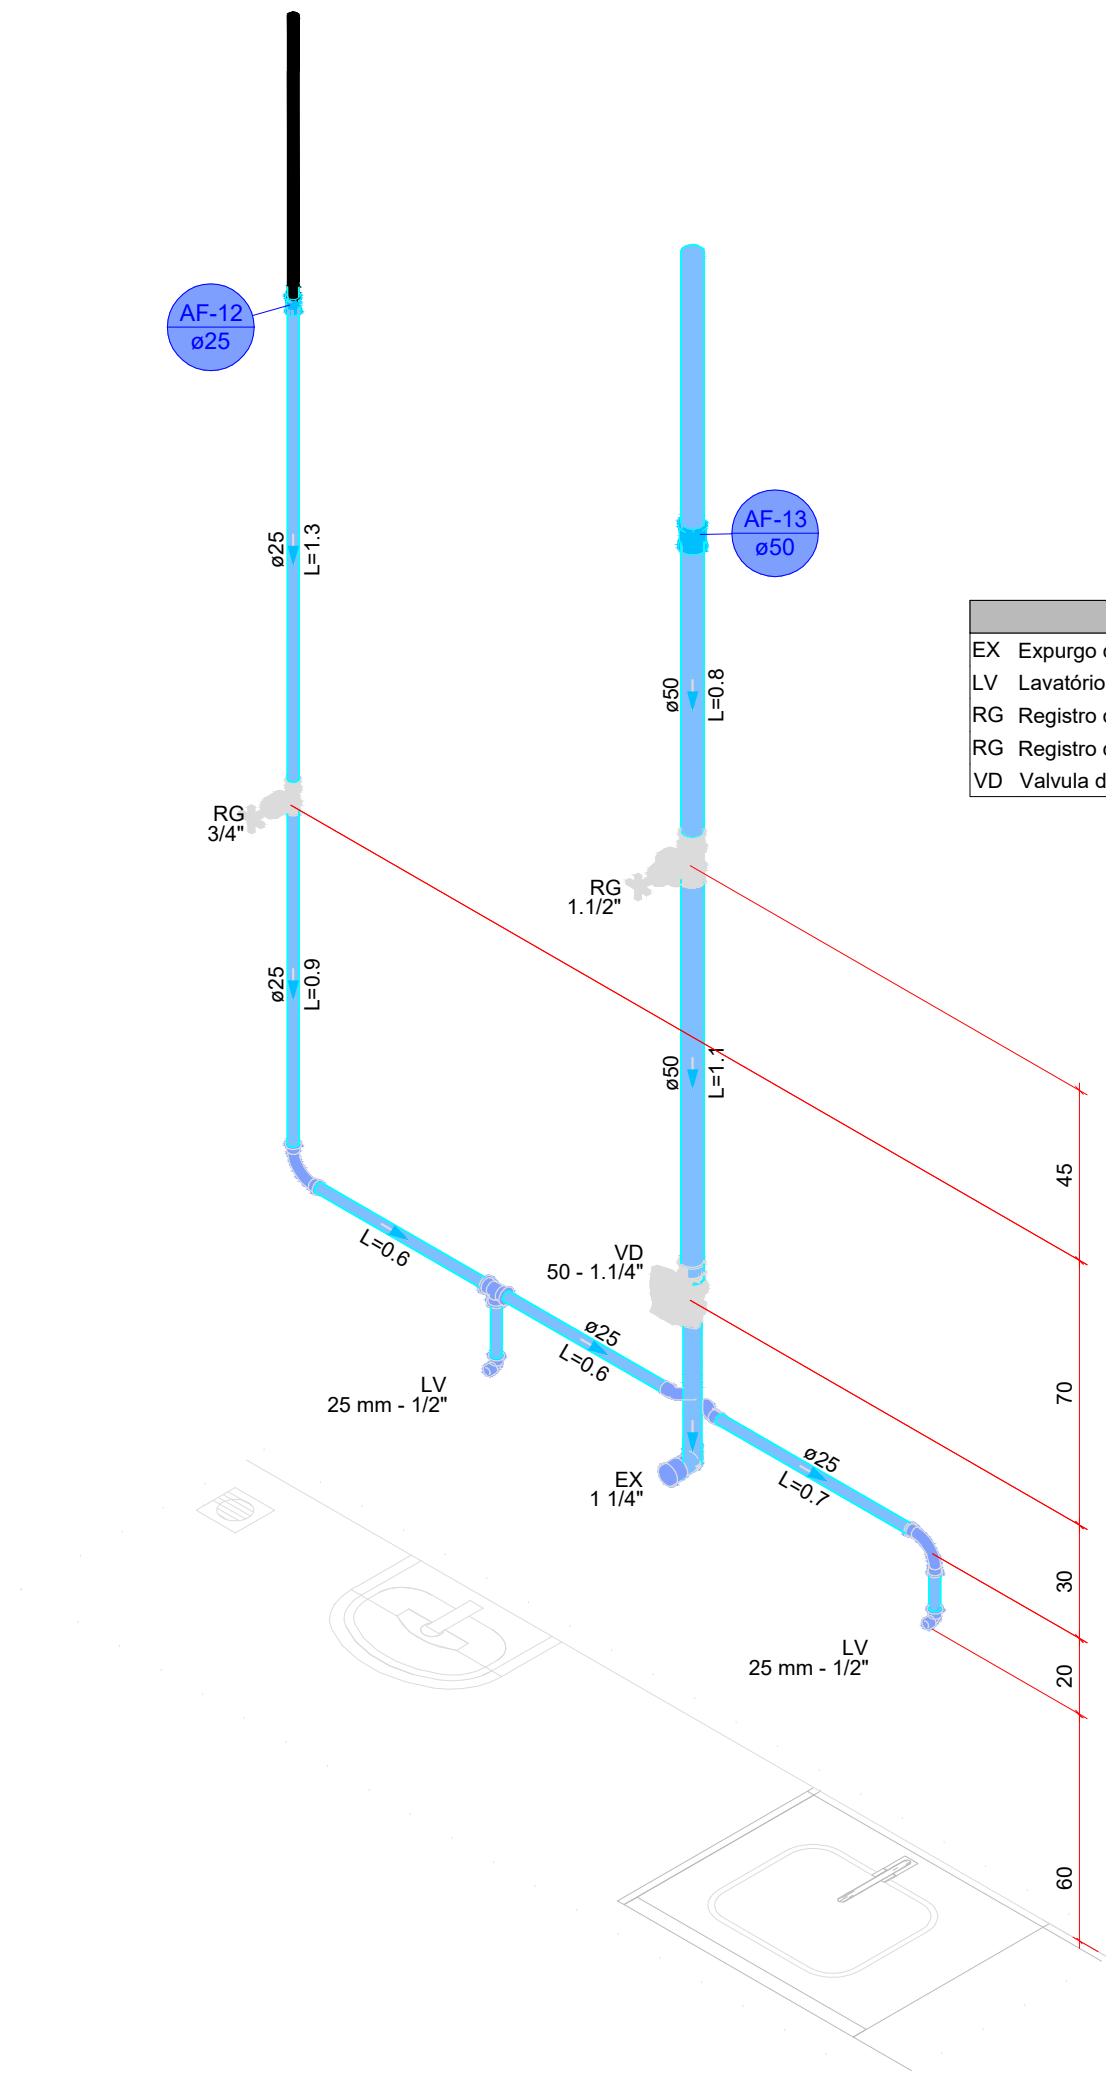 AF-12
ø25
ø25
L=1.3
AF-13
ø50
ø50
L=0.8
EX Expurgo
LV Lavatório
RG Registro
RG Registro
VD Valvula
RG
3/4"
RG
1.1/2"
ø25
L=0.9
ø50
L=1.1
45
L=0.6
VD
50 - 1.1/4"
ø25
L=0.6
LV
25 mm - 1/2"
70
ø25
L=0.7
EX
1 1/4"
30
LV
25 mm - 1/2"
20
60